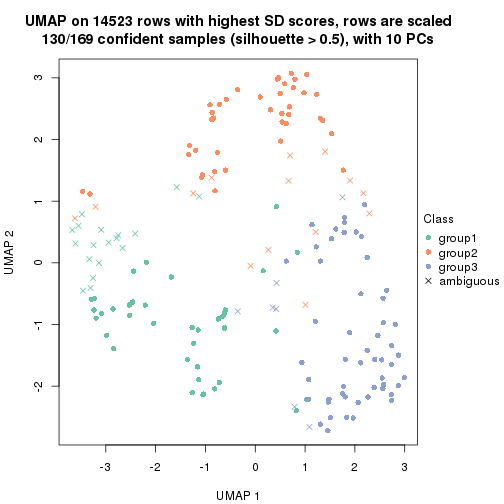 UMAP on 14523 rows with highest SD scores, rows are scaled
130/169 confident samples (silhouette > 0.5), with 10 PCs
3
2
1
0
-1
-2
UMAP 2
-3
-2
-1
0
1
2
3
UMAP 1
Class
group1
group2
group3
ambiguous